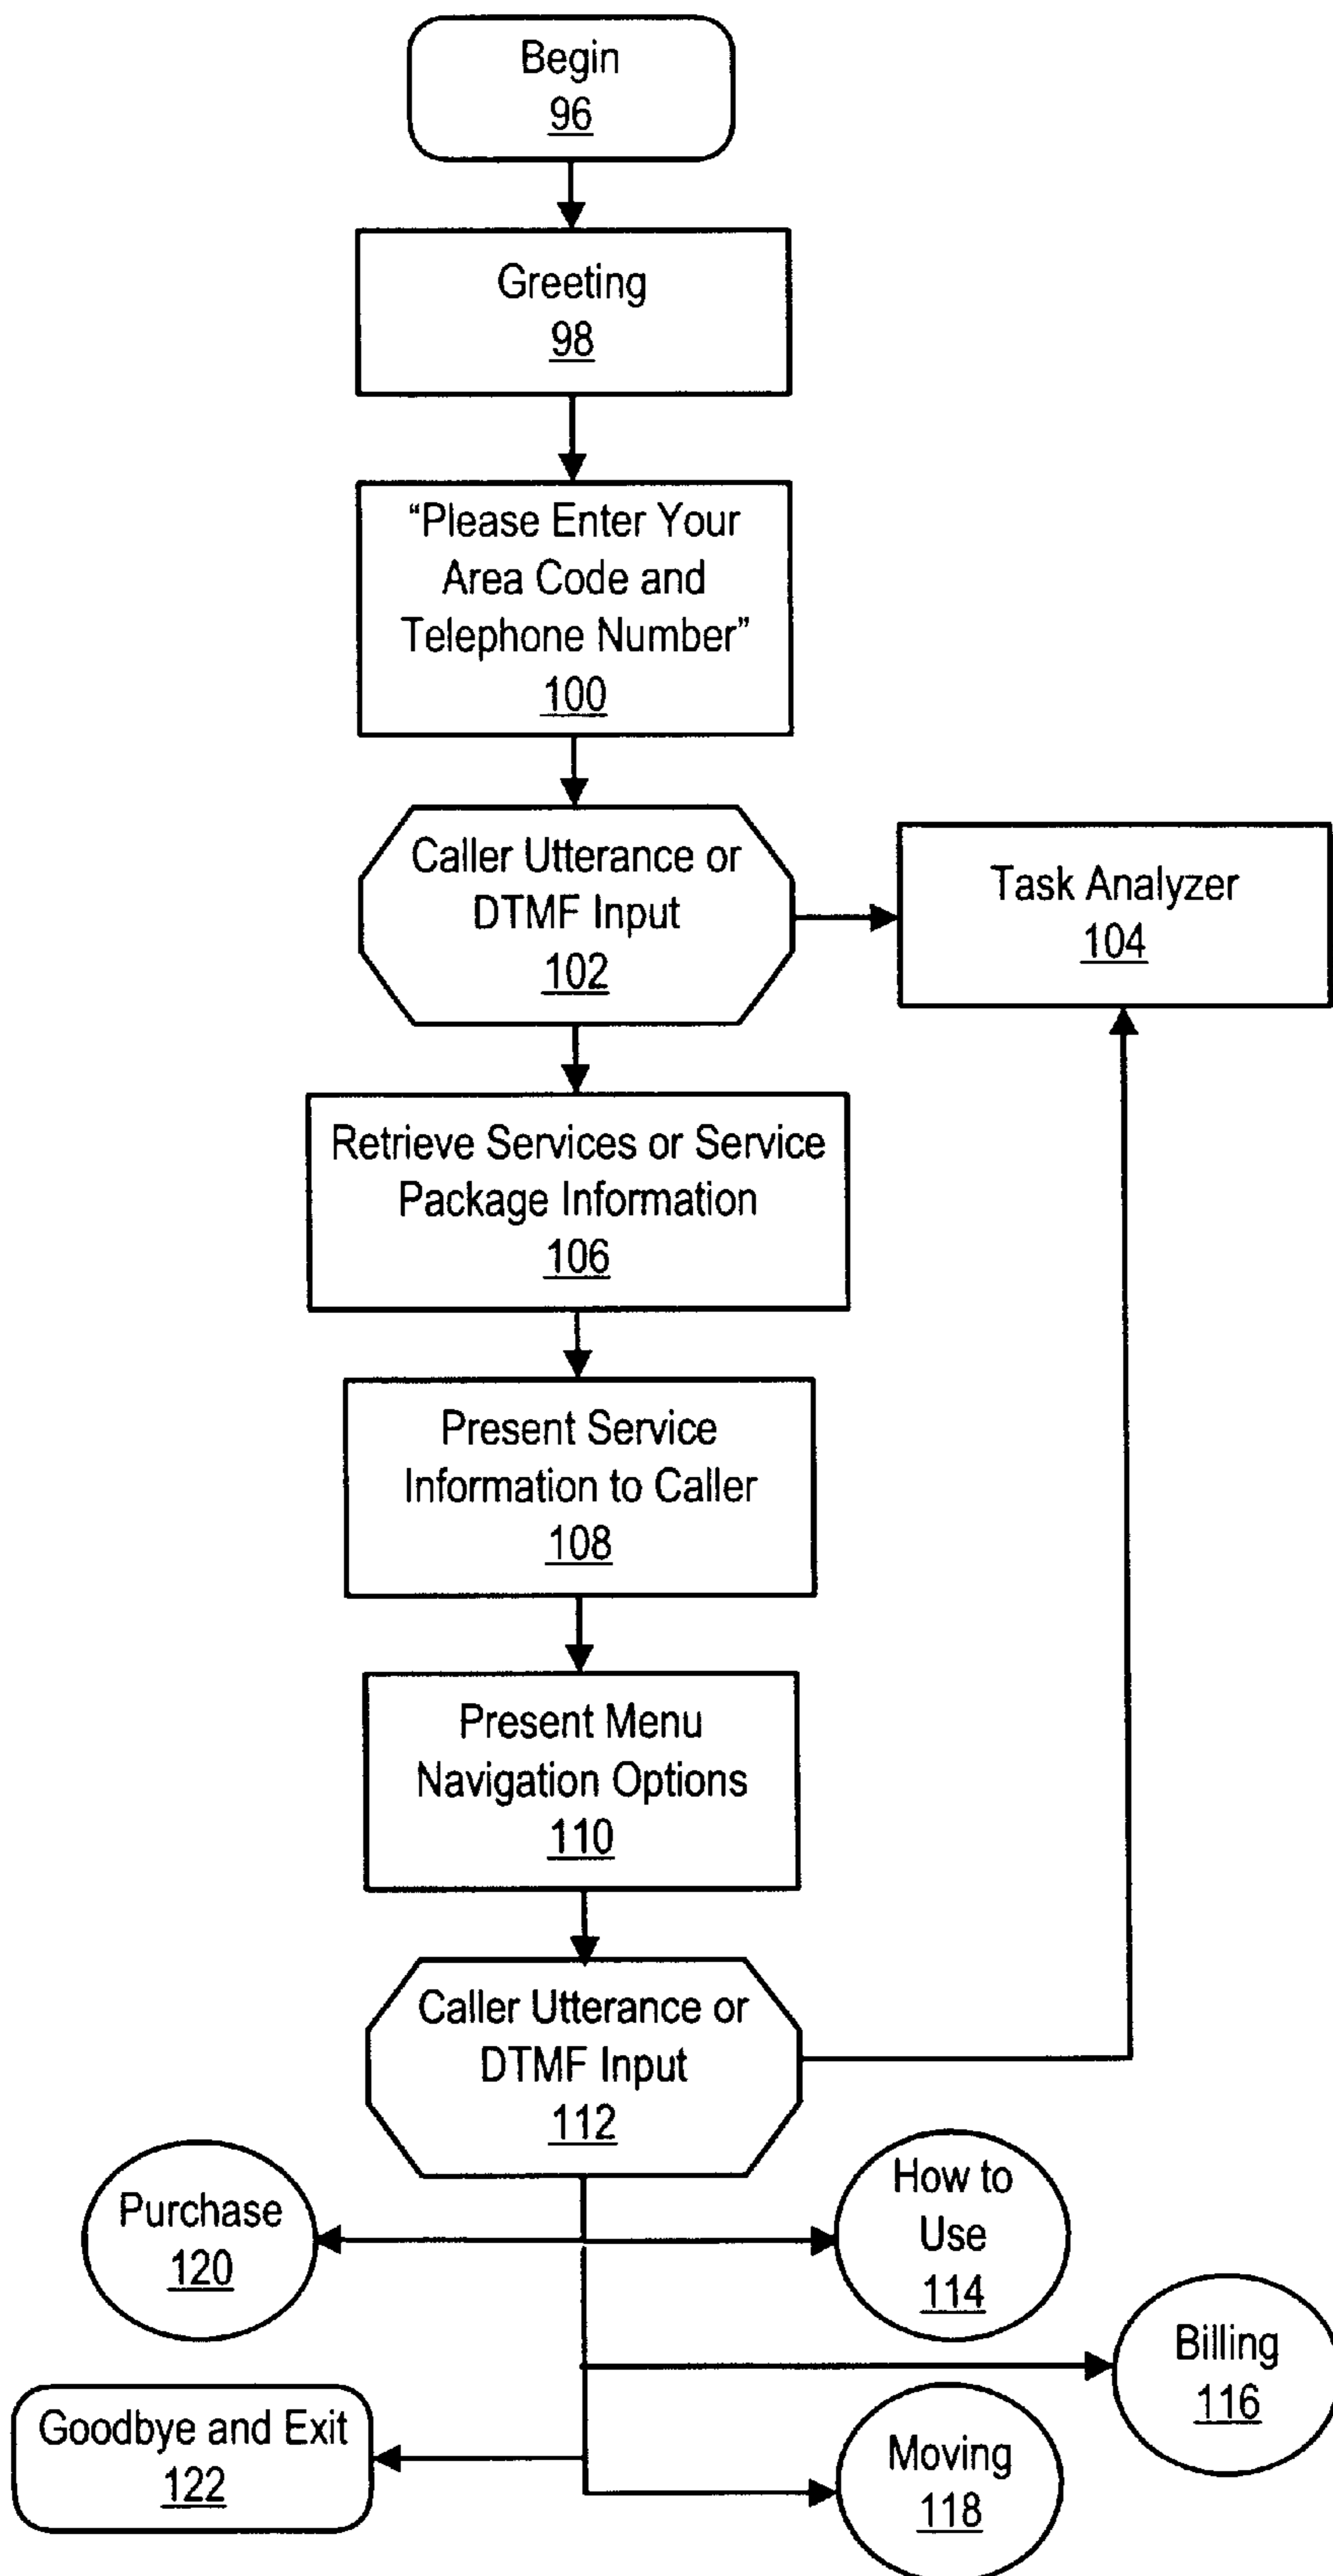 Begin
96
Greeting
98
“Please Enter Your
Area Code and
Telephone Number”
100
Caller Utterance or
DTMF Input
102
Task Analyzer
104
Retrieve Services or Service
Package Information
106
Present Service
Information to Caller
108
Present Menu
Navigation Options
110
Caller Utterance or
DTMF Input
112
Purchase
120
How to
Use
114
Billing
116
Goodbye and Exit
122
Moving
118